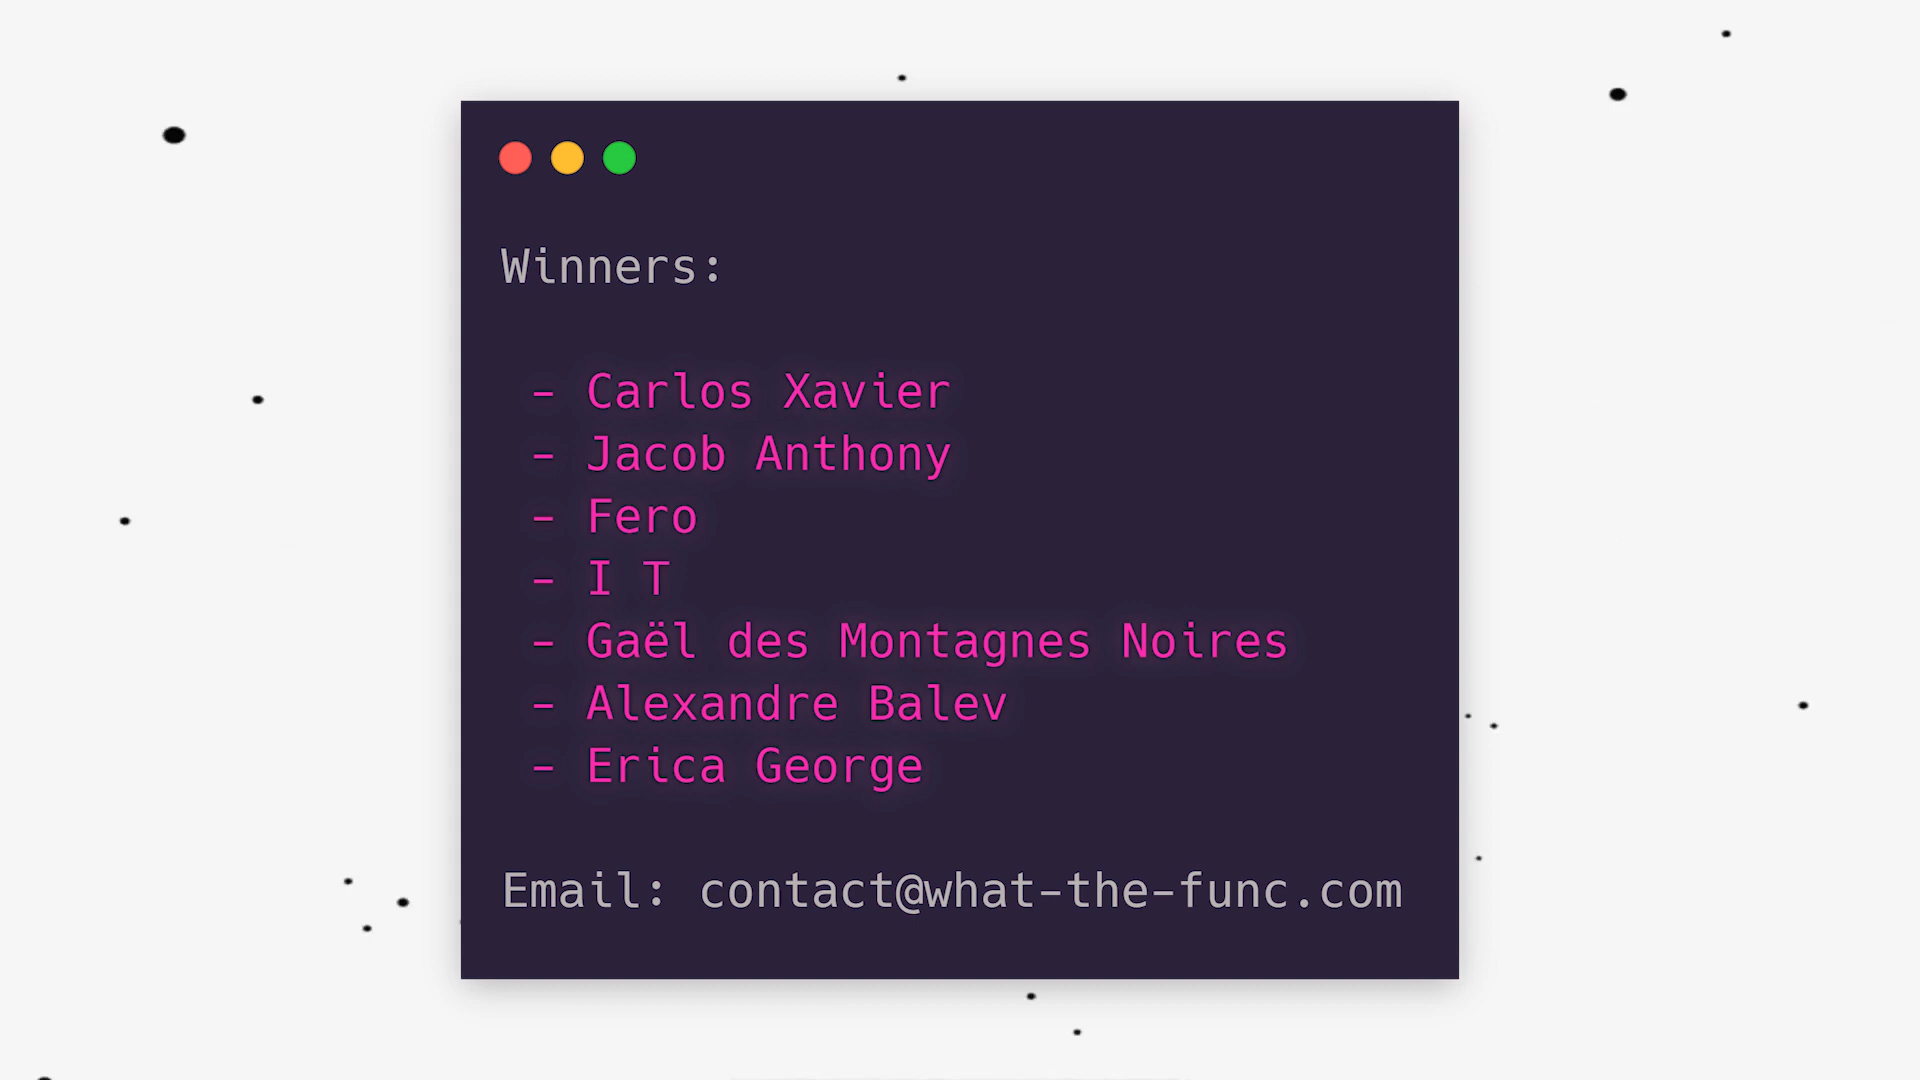 Winners:
- Carlos Xavier
- Jacob Anthony
- Fero
- I T
- Gaël des Montagnes Noires
- Alexandre Balev
- Erica George
Email: contact@what-the-func.com